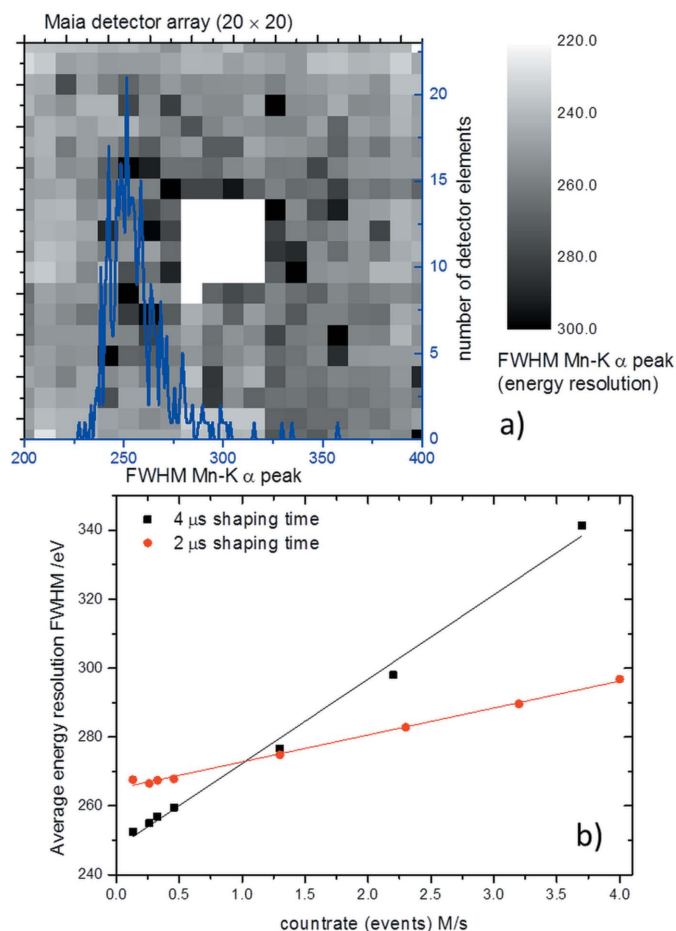 Maia detector array (20 × 20)
220.0
240.0
260.0
280.0
300.0
20
15
10
5
0
number of detector elements
FWHM Mn-K α peak
(energy resolution)
a)
200
250
300
350
400
FWHM Mn-K α peak
4 μs shaping time
2 μs shaping time
340
320
300
280
260
240
Average energy resolution FWHM /eV
b)
0.0
0.5
1.0
1.5
2.0
2.5
3.0
3.5
4.0
countrate (events) M/s